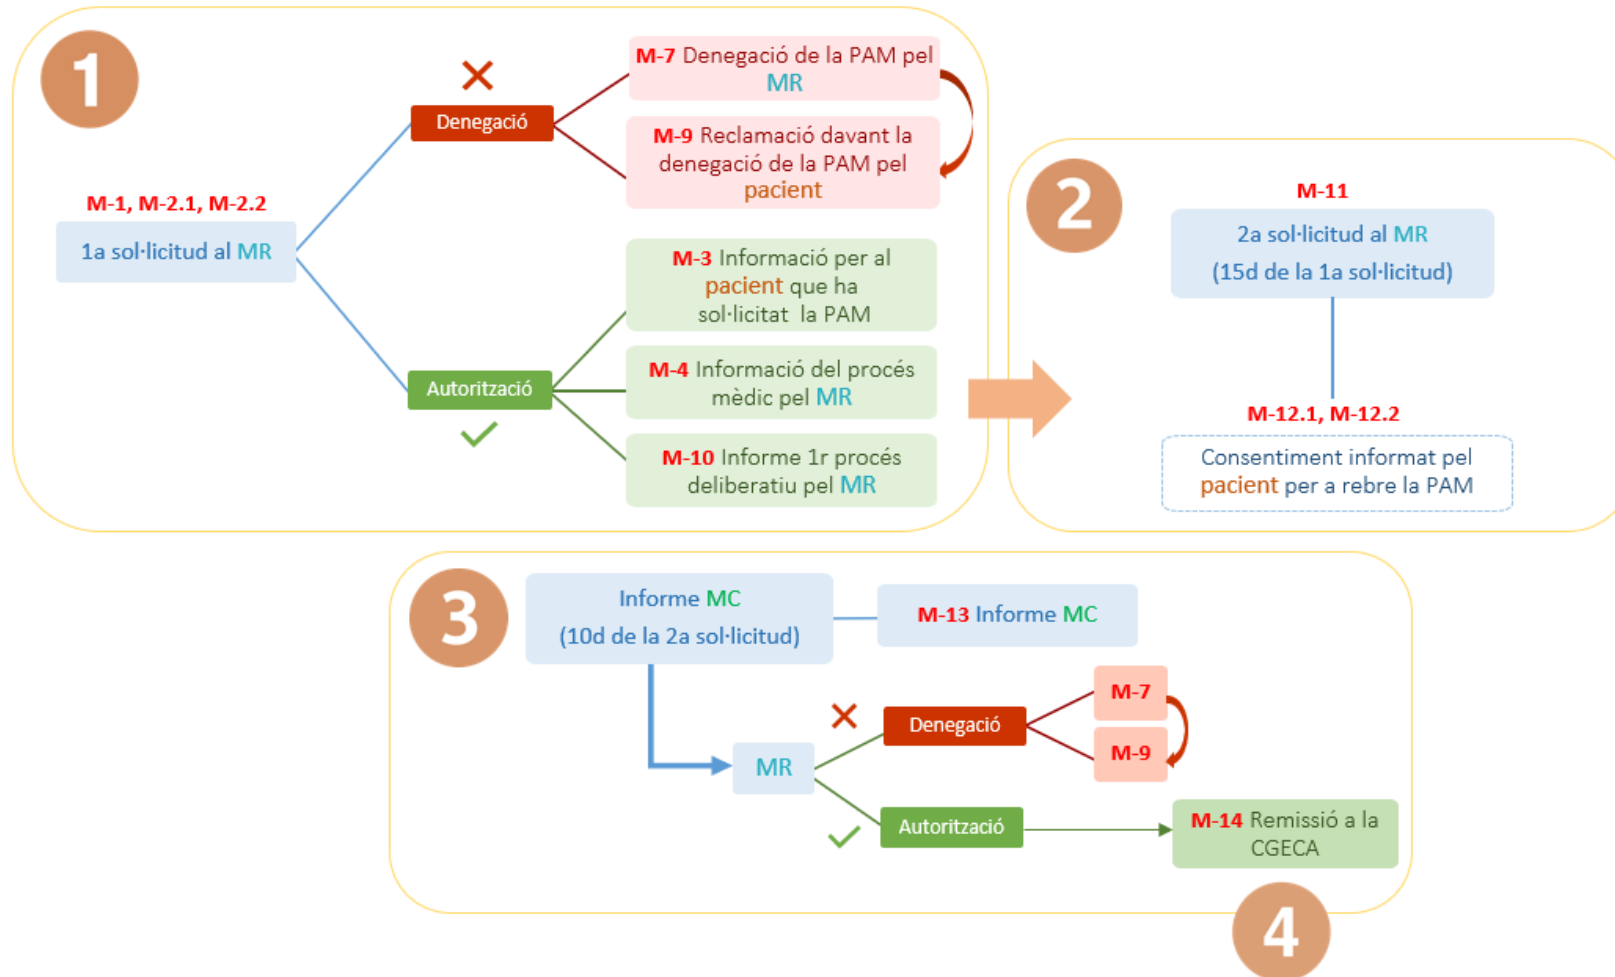 1
Denegació
M-7 Denegació de la PAM pel
MR
M-9 Reclamació davant la
denegació de la PAM pel
pacient
M-1, M-2.1, M-2.2
1a sol·licitud al MR
Autorització
M-3 Informació per al
pacient que ha
sol·licitat la PAM
M-4 Informació del procés
mèdic pel MR
M-10 Informe 1r procés
deliberatiu pel MR
2
M-11
2a sol·licitud al MR
(15d de la 1a sol·licitud)
M-12.1, M-12.2
Consentiment informat pel
pacient per a rebre la PAM
3
Informe MC
(10d de la 2a sol·licitud)
M-13 Informe MC
MR
Denegació
M-7
M-9
Autorització
M-14 Remissió a la
CGECA
4